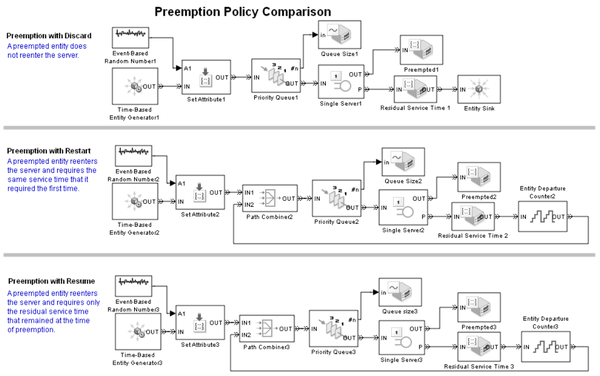 Preemption Policy Comparison
Preemption with Discard
A preempted entity does
not reenter the server.
Event-Based
Random Number1
Time-Based
Entity Generator1
OUT
A1
IN
OUT
Set Attribute1
IN
#n
OUT
Priority Queue1
in
Queue Size1
IN
OUT
P
Single Server1
IN
Preempted1
IN
OUT
Residual Service Time 1
IN
Entity Sink
Preemption with Restart
A preempted entity reenters
the server and requires the
same service time that it
required the first time.
Event-Based
Random Number2
Time-Based
Entity Generator2
OUT
A1
IN
OUT
Set Attribute2
IN1
IN2
OUT
Path Combiner2
IN
#n
OUT
Priority Queue2
in
Queue Size2
IN
OUT
P
Single Server2
IN
Preempted2
IN
OUT
Residual Service Time 2
Entity Departure
Counter2
IN
OUT
Preemption with Resume
A preempted entity reenters
the server and requires only
the residual service time
that remained at the time
of preemption.
Event-Based
Random Number3
Time-Based
Entity Generator3
OUT
A1
IN
OUT
Set Attribute3
IN1
IN2
OUT
Path Combiner3
IN
#n
OUT
Priority Queue3
in
Queue size3
IN
OUT
P
Single Server3
IN
Preempted3
IN
OUT
Residual Service Time 3
Entity Departure
Counter3
IN
OUT